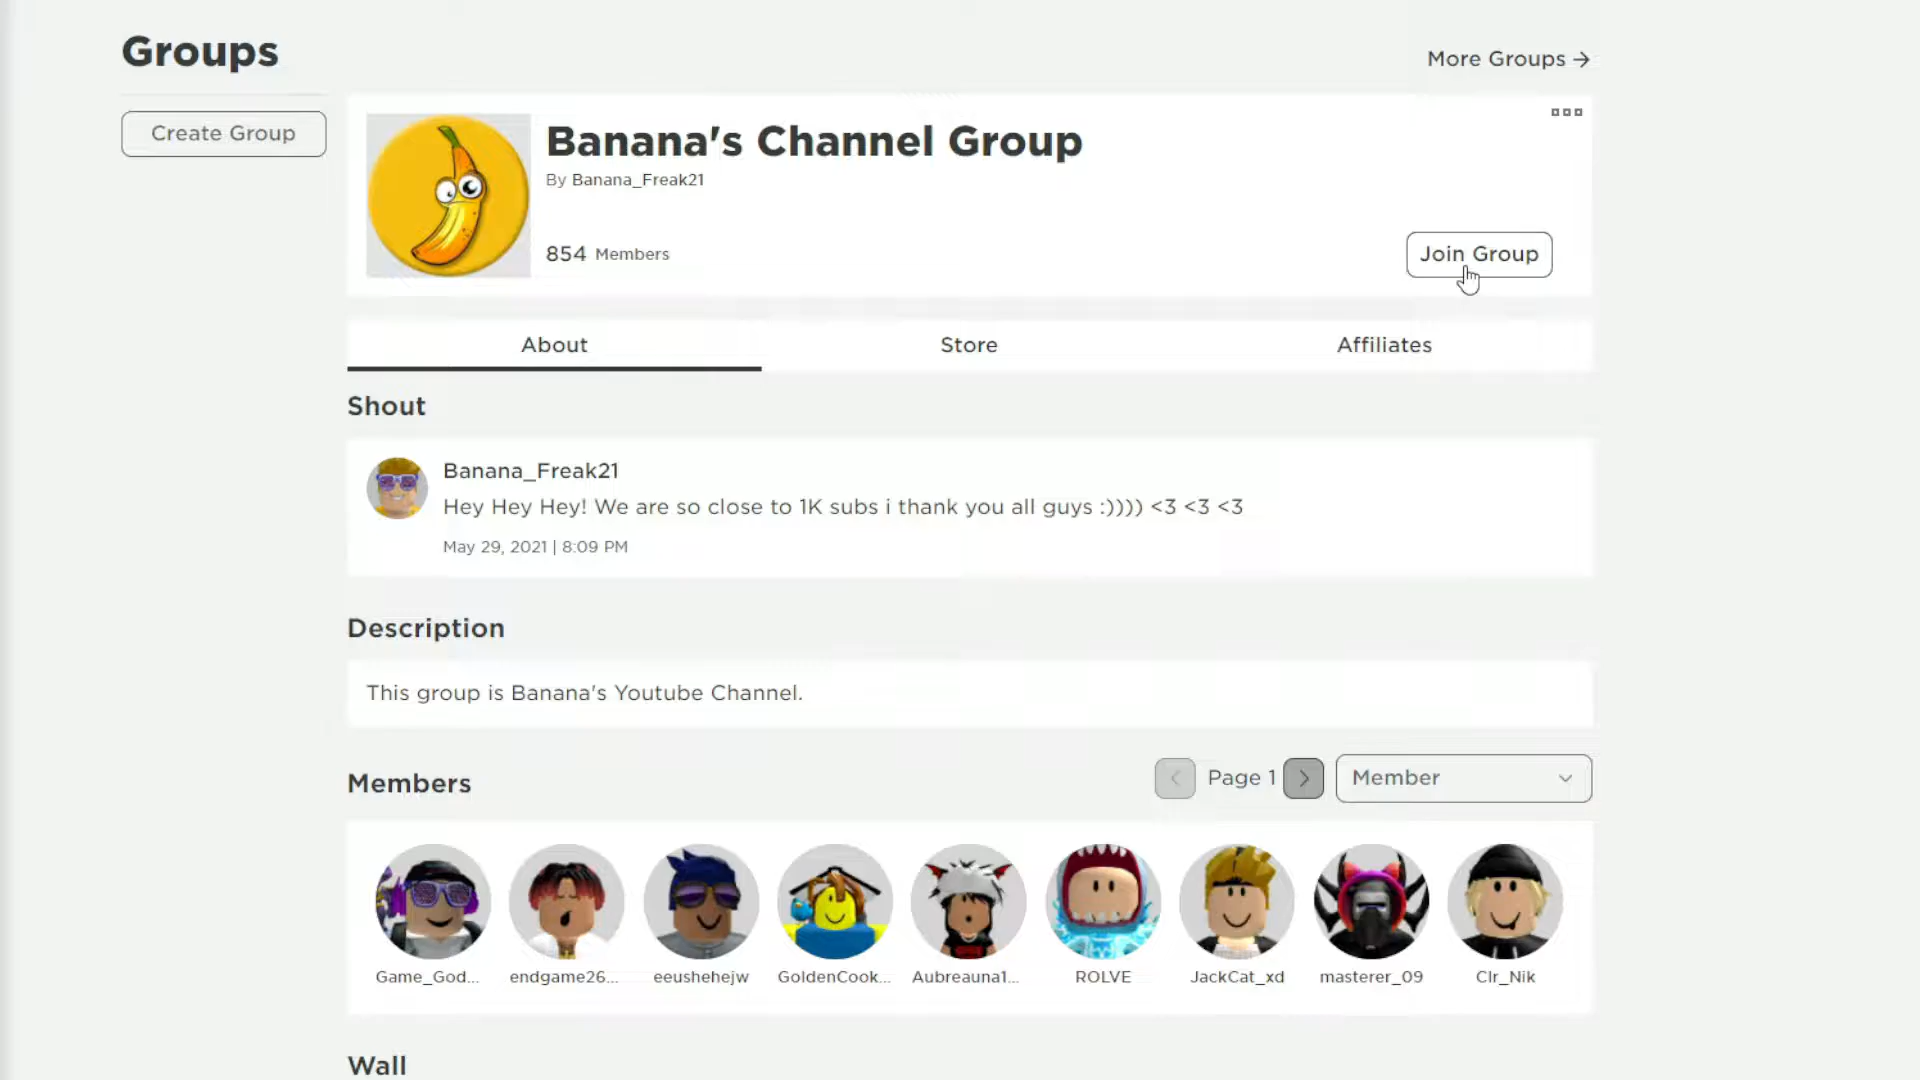 Groups
More Groups →
Create Group
Banana's Channel Group
By Banana_Freak21
854 Members
Join Group
About
Store
Affiliates
Shout
Banana_Freak21
Hey Hey Hey! We are so close to 1K subs i thank you all guys :)))) <3 <3 <3
May 29, 2021 | 8:09 PM
Description
This group is Banana's Youtube Channel.
Members
Page 1
Member
Game_God...
endgame26...
eeushehejw
GoldenCook...
Aubreauna1...
ROLVE
JackCat_xd
masterer_09
Clr_Nik
Wall